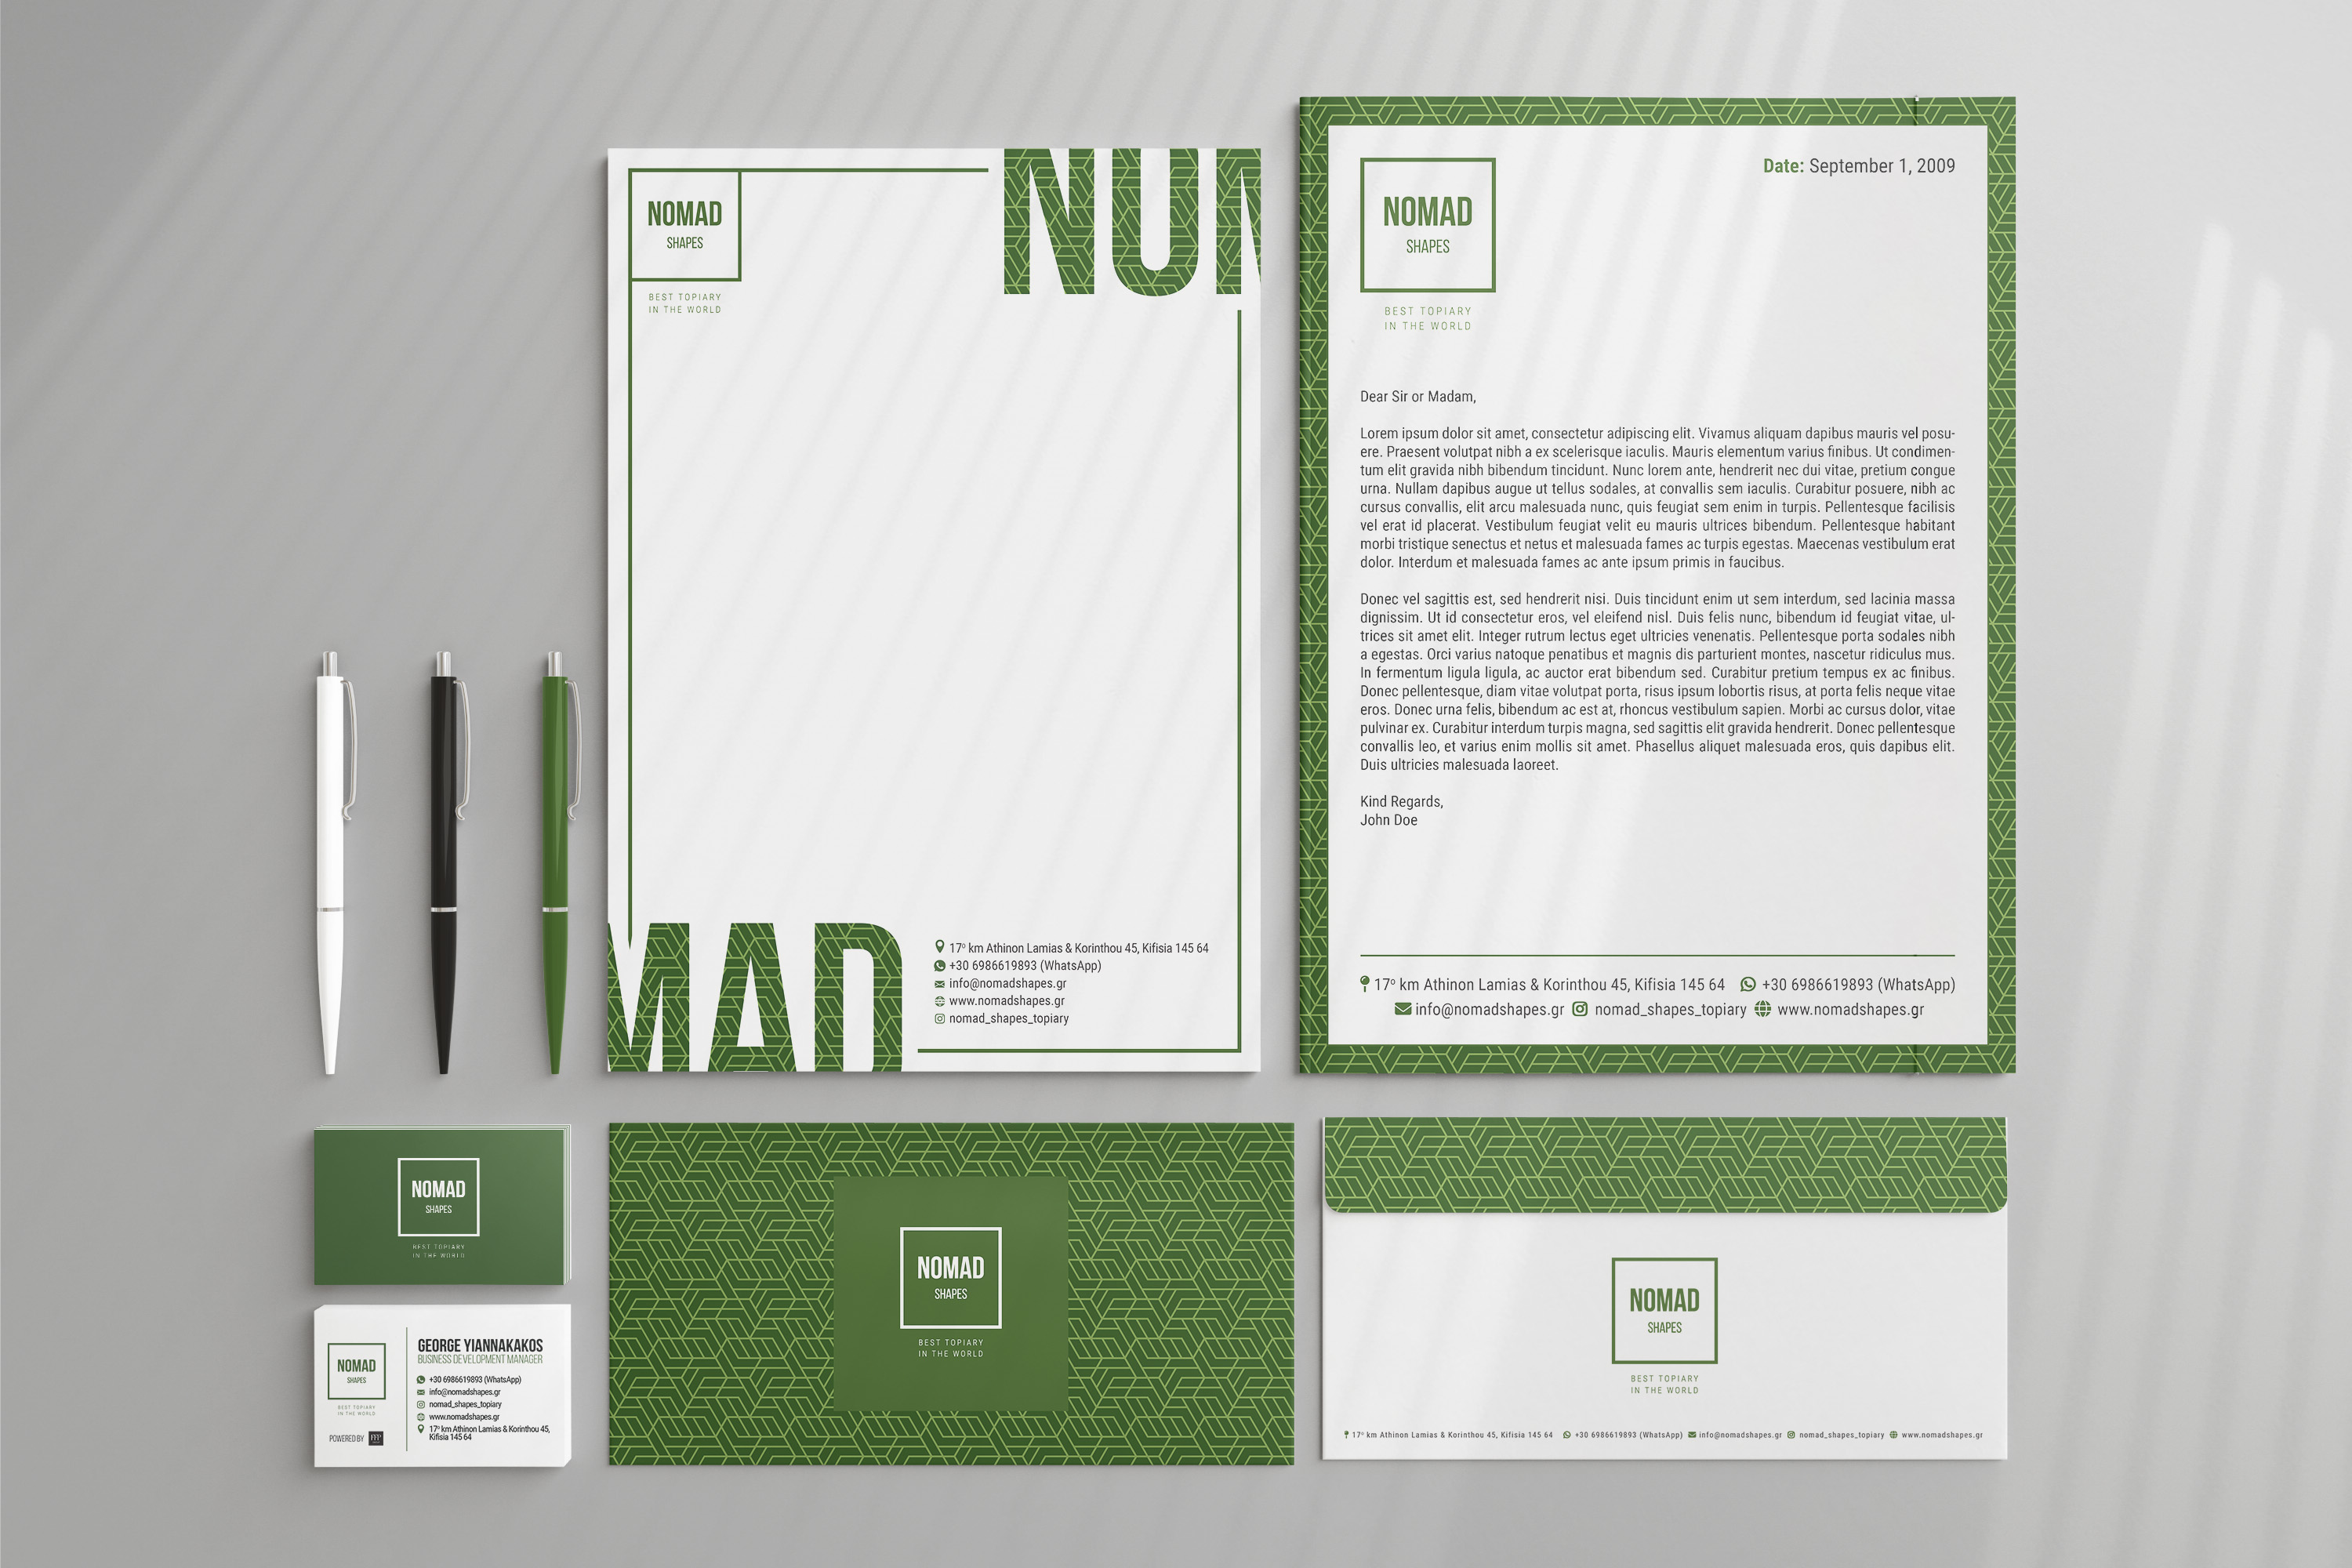 NOMAD
SHAPES
BEST TOPIARY
IN THE WORLD
NOM
MAD
17º km Athinon Lamias & Korinthou 45, Kifisia 145 64
+30 6986619893 (WhatsApp)
info@nomadshapes.gr
www.nomadshapes.gr
nomad_shapes_topiary
NOMAD
SHAPES
BEST TOPIARY
IN THE WORLD
Date: September 1, 2009
Dear Sir or Madam,
Lorem ipsum dolor sit amet, consectetur adipiscing elit. Vivamus aliquam dapibus mauris vel posu-
ere. Praesent volutpat nibh a ex scelerisque iaculis. Mauris elementum varius finibus. Ut condimen-
tum elit gravida nibh bibendum tincidunt. Nunc lorem ante, hendrerit nec dui vitae, pretium congue
urna. Nullam dapibus augue ut tellus sodales, at convallis sem iaculis. Curabitur posuere, nibh ac
cursus convallis, elit arcu malesuada nunc, quis feugiat sem enim in turpis. Pellentesque facilisis
vel erat id placerat. Vestibulum feugiat velit eu mauris ultrices bibendum. Pellentesque habitant
morbi tristique senectus et netus et malesuada fames ac turpis egestas. Maecenas vestibulum erat
dolor. Interdum et malesuada fames ac ante ipsum primis in faucibus.
Donec vel sagittis est, sed hendrerit nisi. Duis tincidunt enim ut sem interdum, sed lacinia massa
dignissim. Ut id consectetur eros, vel eleifend nisl. Duis felis nunc, bibendum id feugiat vitae, ul-
trices sit amet elit. Integer rutrum lectus eget ultricies venenatis. Pellentesque porta sodales nibh
a egestas. Orci varius natoque penatibus et magnis dis parturient montes, nascetur ridiculus mus.
In fermentum ligula ligula, ac auctor erat bibendum sed. Curabitur pretium tempus ex ac finibus.
Donec pellentesque, diam vitae volutpat porta, risus ipsum lobortis risus, at porta felis neque vitae
eros. Donec urna felis, bibendum ac est at, rhoncus vestibulum sapien. Morbi ac cursus dolor, vitae
pulvinar ex. Curabitur interdum turpis magna, sed sagittis elit gravida hendrerit. Donec pellentesque
convallis leo, et varius enim mollis sit amet. Phasellus aliquet malesuada eros, quis dapibus elit.
Duis ultricies malesuada laoreet.
Kind Regards,
John Doe
17º km Athinon Lamias & Korinthou 45, Kifisia 145 64 +30 6986619893 (WhatsApp)
info@nomadshapes.gr nomad_shapes_topiary www.nomadshapes.gr
NOMAD
SHAPES
BEST TOPIARY
IN THE WORLD
NOMAD
SHAPES
BEST TOPIARY
IN THE WORLD
POWERED BY
GEORGE YIANNAKAKOS
BUSINESS DEVELOPMENT MANAGER
+30 6986619893 (WhatsApp)
info@nomadshapes.gr
nomad_shapes_topiary
www.nomadshapes.gr
17º km Athinon Lamias & Korinthou 45,
Kifisia 145 64
NOMAD
SHAPES
BEST TOPIARY
IN THE WORLD
NOMAD
SHAPES
BEST TOPIARY
IN THE WORLD
17º km Athinon Lamias & Korinthou 45, Kifisia 145 64 +30 6986619893 (WhatsApp) info@nomadshapes.gr nomad_shapes_topiary www.nomadshapes.gr